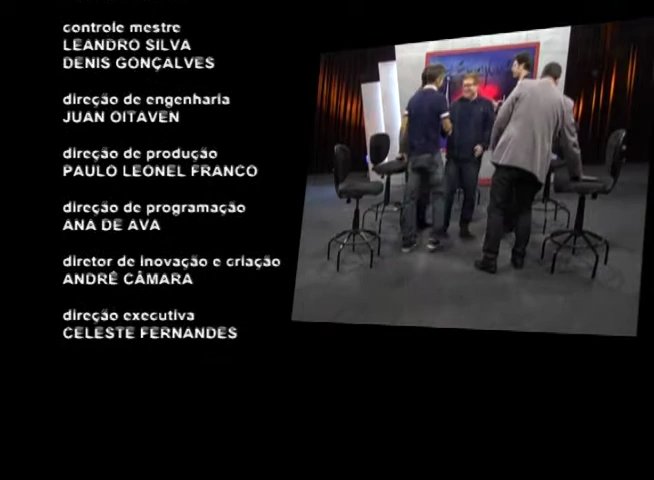 controle mestre
LEANDRO SILVA
DENIS GONÇALVES
direção de engenharia
JUAN OITAVEN
direção de produção
PAULO LEONEL FRANCO
direção de programação
ANA DE AVA
diretor de inovação e criação
ANDRÉ CÂMARA
direção executiva
CELESTE FERNANDES